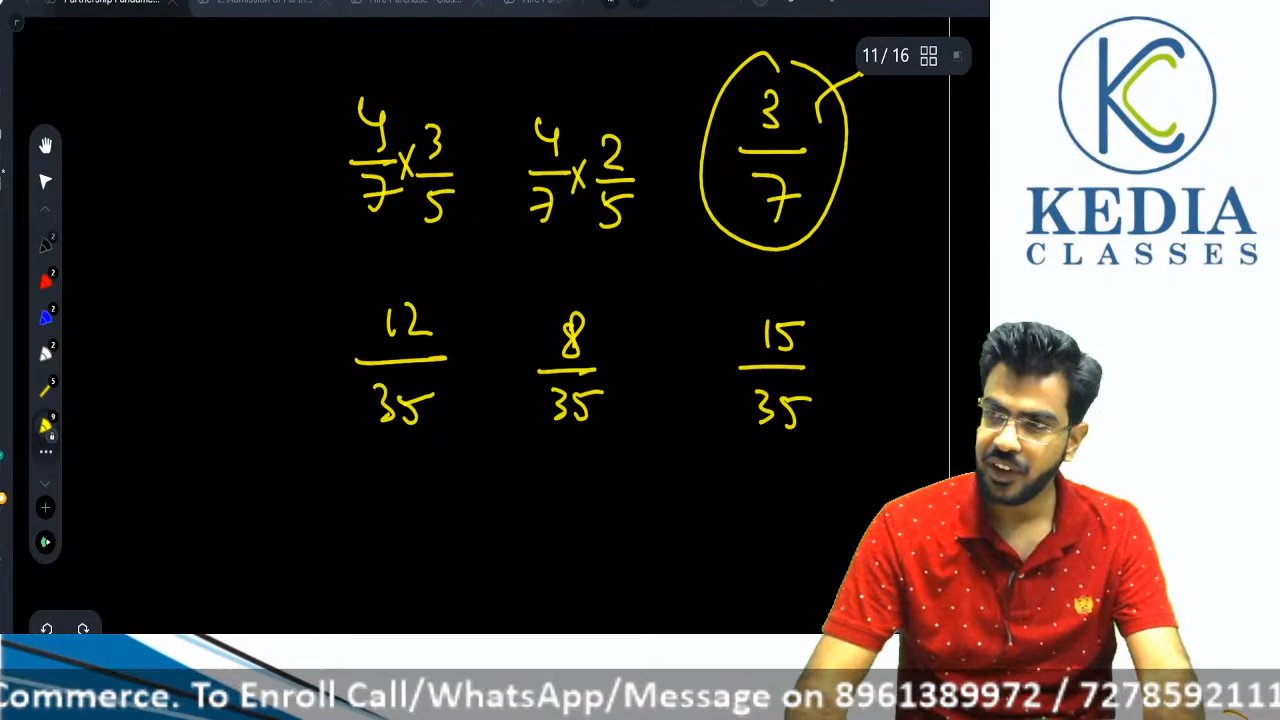 11/16
4/7 × 3/5 4/7 × 2/5 3/7
12/35 8/35 15/35
KEDIA
CLASSES
Commerce. To Enroll Call/WhatsApp/Message on 8961389972 / 7278592111